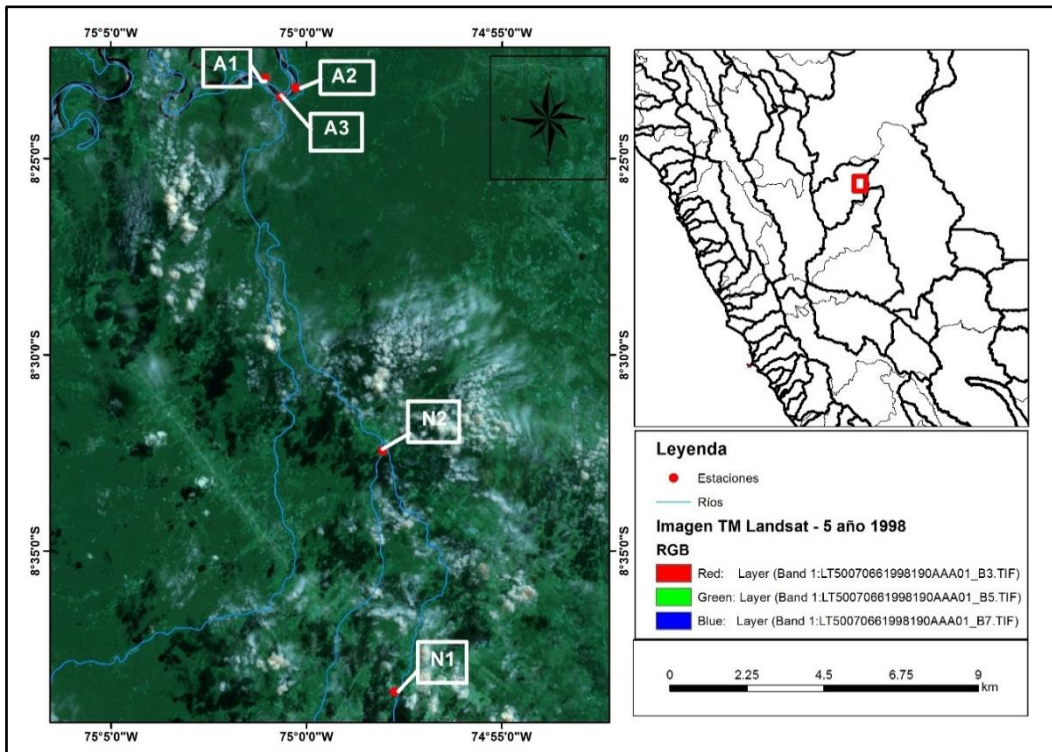 75°5'0"W 75°0'0"W 74°55'0"W
A1
A2
A3
N
W
E
S
8°25'0"S
8°25'0"S
8°30'0"S
8°30'0"S
N2
8°35'0"S
8°35'0"S
N1
75°5'0"W 75°0'0"W 74°55'0"W
Leyenda
Estaciones
Ríos
Imagen TM Landsat - 5 año 1998
RGB
Red: Layer (Band 1:LT50070661998190AAA01_B3.TIF)
Green: Layer (Band 1:LT50070661998190AAA01_B5.TIF)
Blue: Layer (Band 1:LT50070661998190AAA01_B7.TIF)
0 2.25 4.5 6.75 9
km